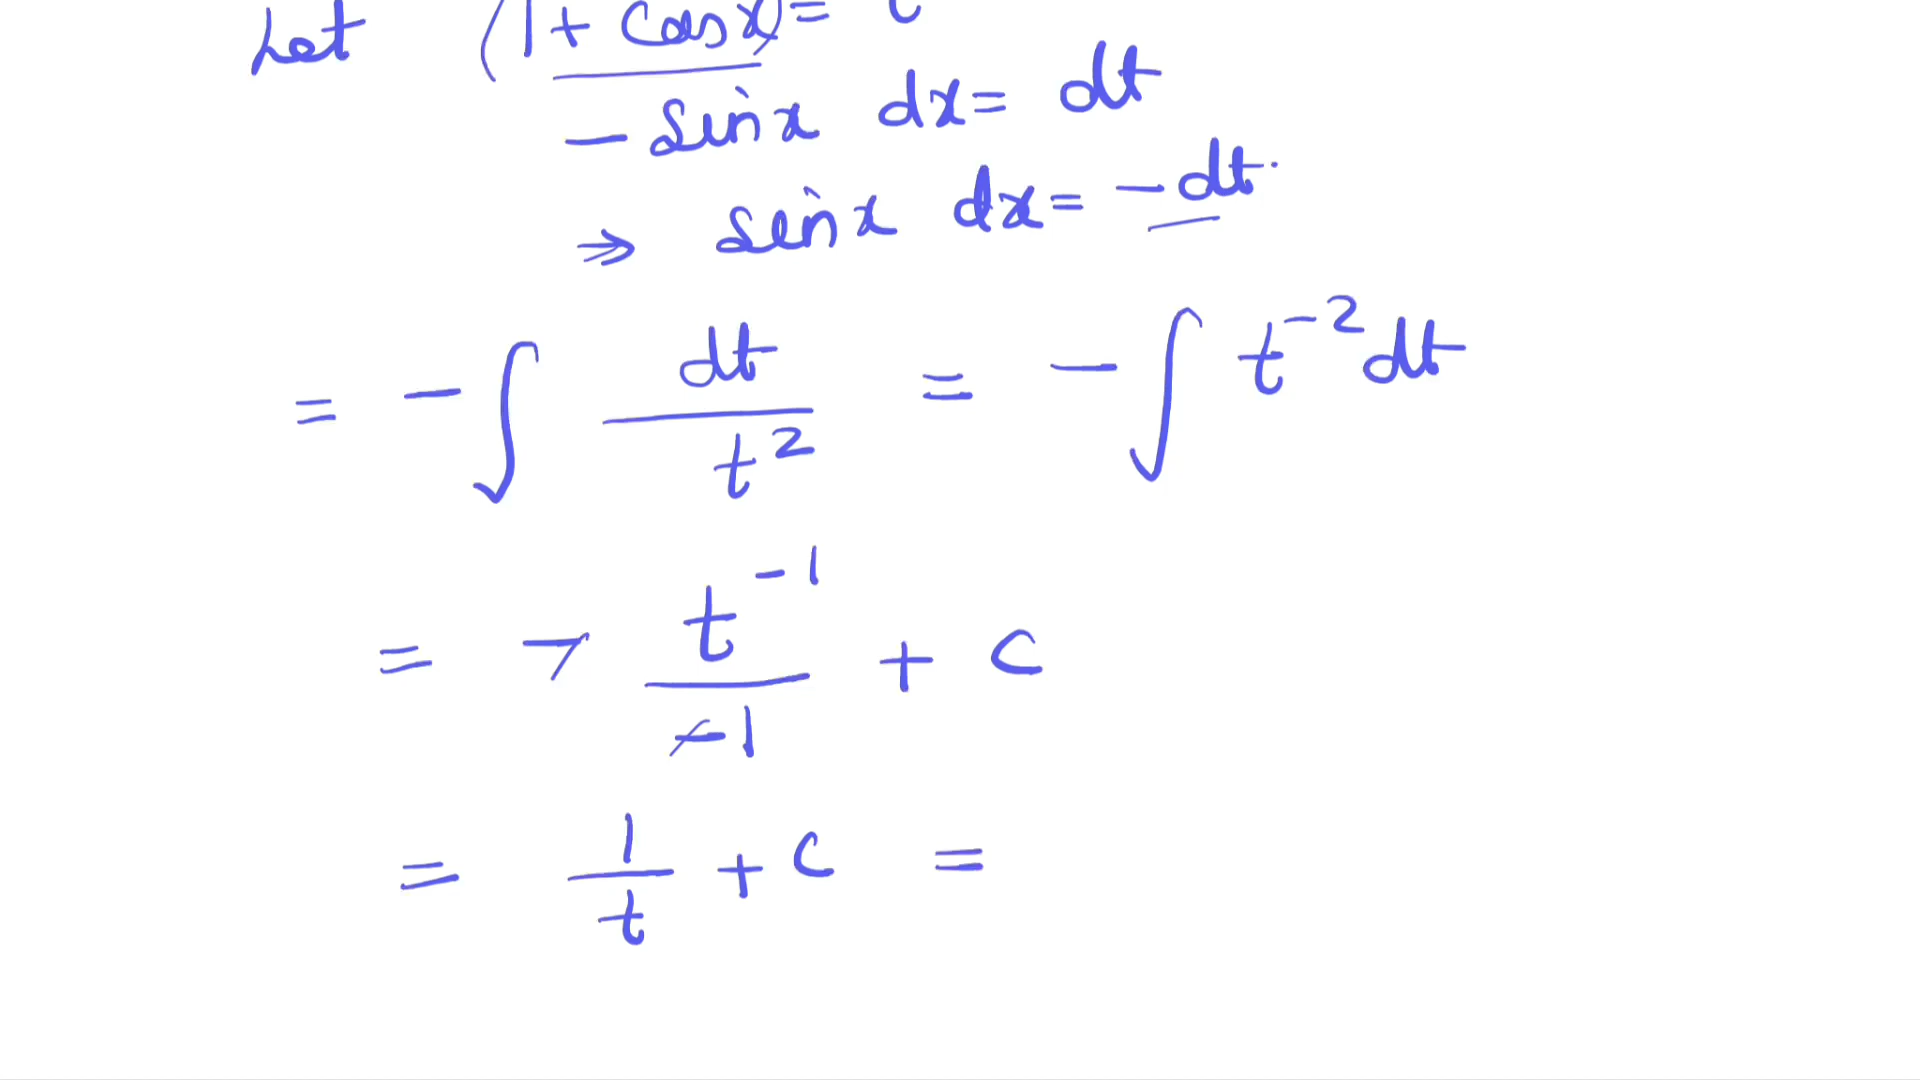 Let (1 + cos x) = t
- sin x dx = dt
⇒ sin x dx = - dt
= - ∫ dt / t² = - ∫ t⁻² dt
= - t⁻¹ / -1 + c
= 1 / t + c =